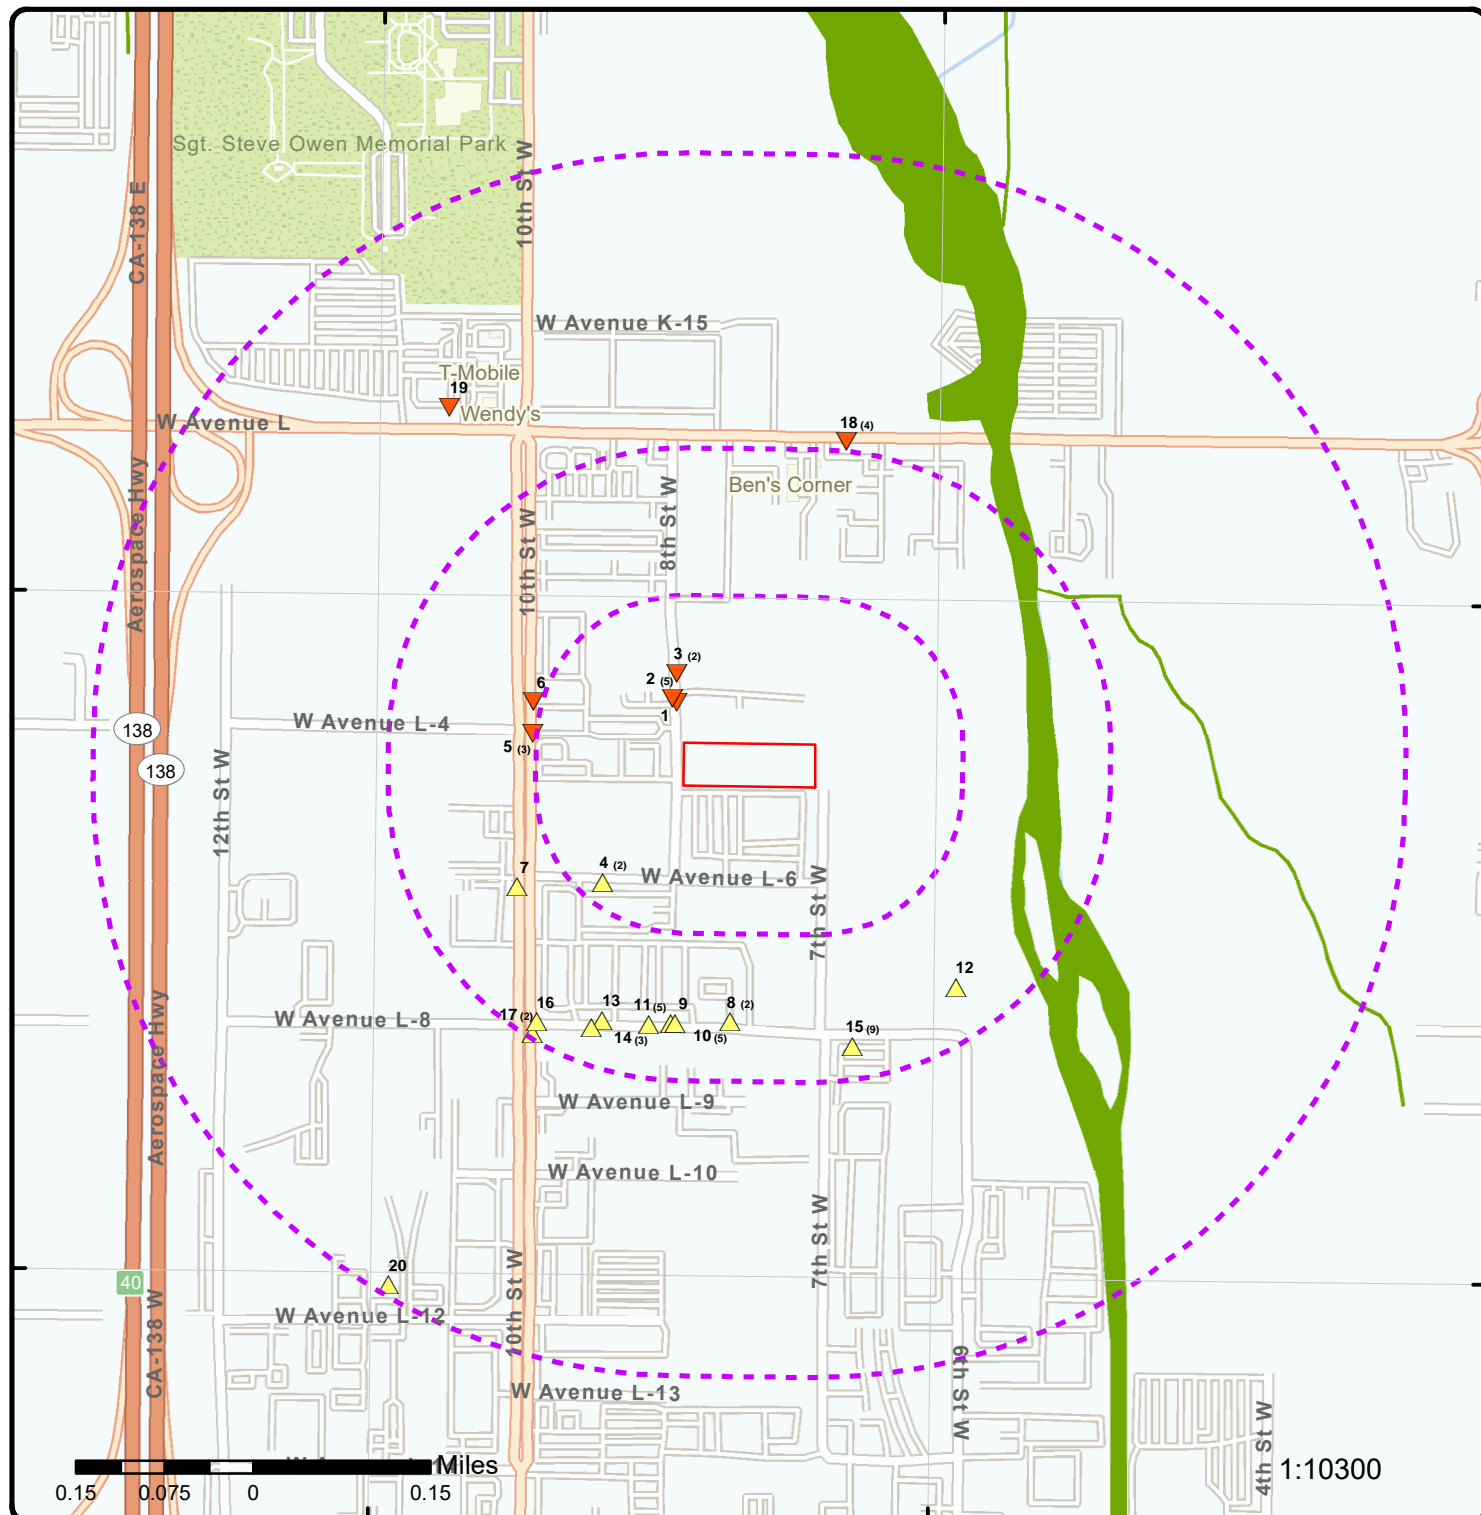 Sgt. Steve Owen Memorial Park
10th St W
CA-138 E
W Avenue K-15
T-Mobile
19
Wendy's
W Avenue L
18 (4)
Ben's Corner
Aerospace Hwy
10th St W
8th St W
3 (2)
2 (5)
6
1
W Avenue L-4
5 (3)
138
138
12th St W
4 (2)
7
W Avenue L-6
7th St W
12
16
13
11 (5)
9
8 (2)
17 (2)
W Avenue L-8
14 (3)
10 (5)
15 (9)
Aerospace Hwy
W Avenue L-9
W Avenue L-10
7th St W
20
40
W Avenue L-12
10th St W
CA-138 W
6th St W
W Avenue L-13
4th St W
Miles
1:10300
0.15
0.075
0
0.15